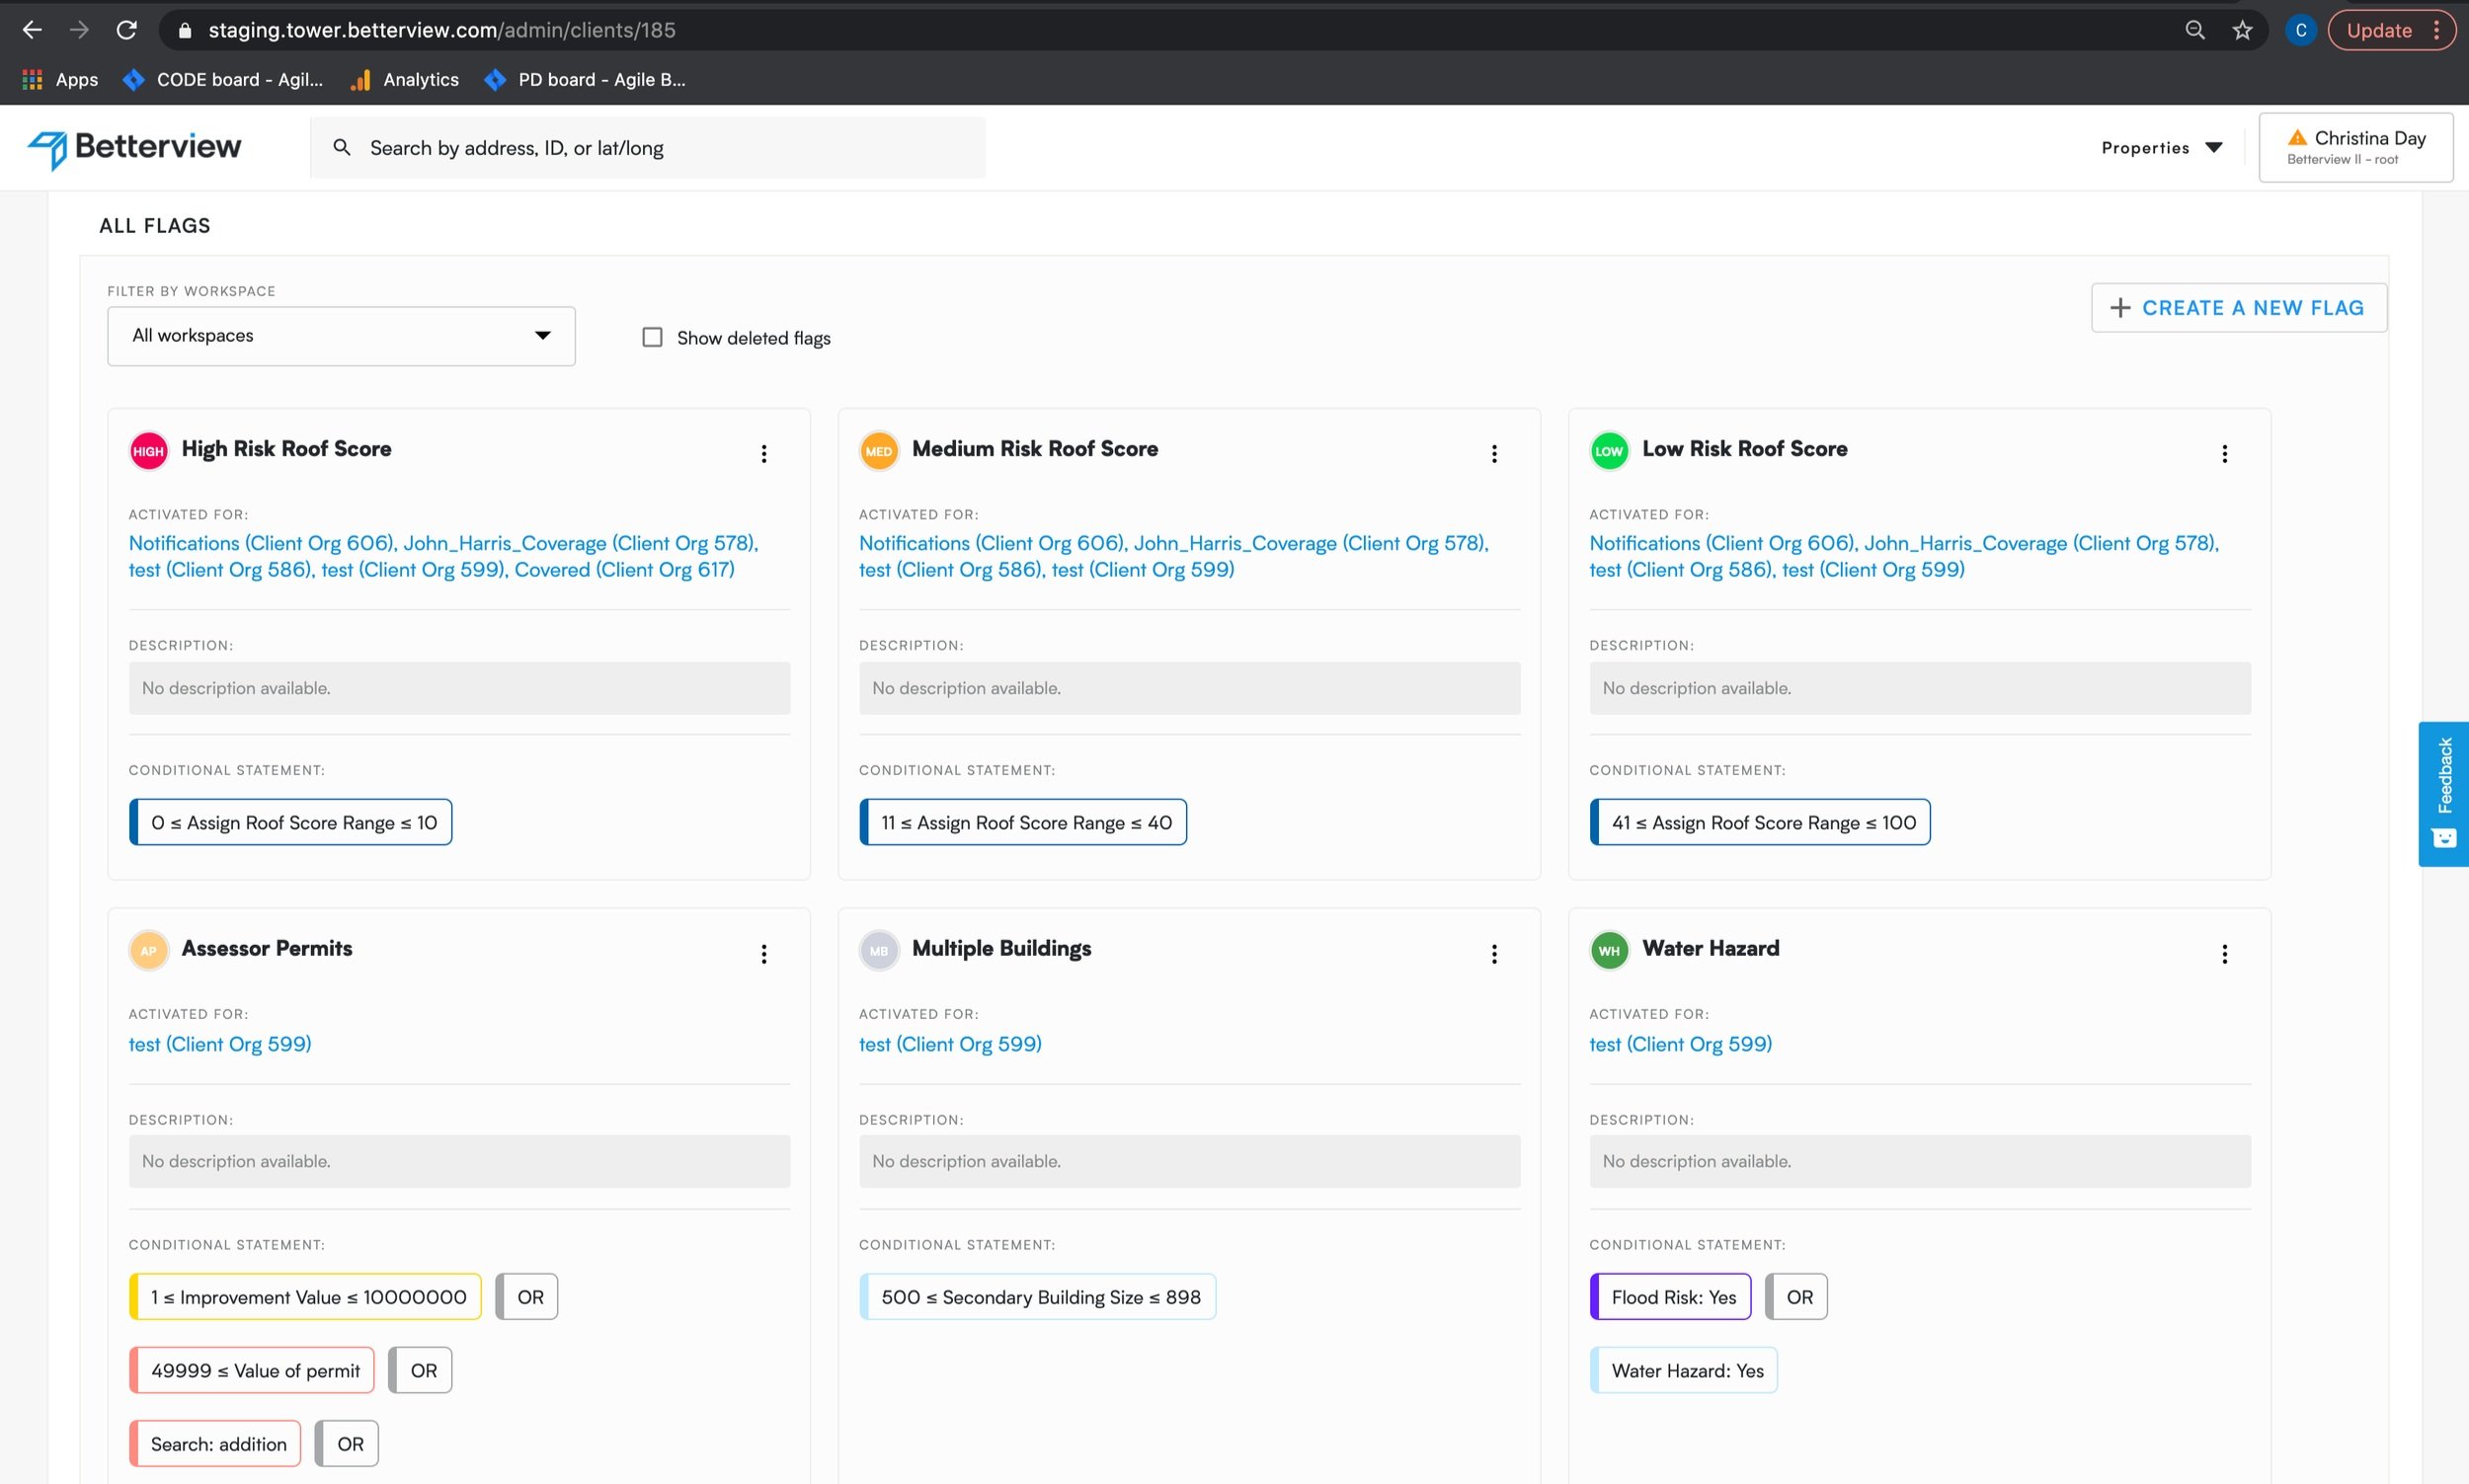 staging.tower.betterview.com/admin/clients/185
C
Update
Apps
CODE board - Agil...
Analytics
PD board - Agile B...
Betterview
Search by address, ID, or lat/long
Properties
Christina Day
Betterview II - root
ALL FLAGS
FILTER BY WORKSPACE
All workspaces
Show deleted flags
+ CREATE A NEW FLAG
HIGH High Risk Roof Score
ACTIVATED FOR:
Notifications (Client Org 606), John_Harris_Coverage (Client Org 578),
test (Client Org 586), test (Client Org 599), Covered (Client Org 617)
DESCRIPTION:
No description available.
CONDITIONAL STATEMENT:
0 ≤ Assign Roof Score Range ≤ 10
MED Medium Risk Roof Score
ACTIVATED FOR:
Notifications (Client Org 606), John_Harris_Coverage (Client Org 578),
test (Client Org 586), test (Client Org 599)
DESCRIPTION:
No description available.
CONDITIONAL STATEMENT:
11 ≤ Assign Roof Score Range ≤ 40
LOW Low Risk Roof Score
ACTIVATED FOR:
Notifications (Client Org 606), John_Harris_Coverage (Client Org 578),
test (Client Org 586), test (Client Org 599)
DESCRIPTION:
No description available.
CONDITIONAL STATEMENT:
41 ≤ Assign Roof Score Range ≤ 100
Feedback
AP Assessor Permits
ACTIVATED FOR:
test (Client Org 599)
DESCRIPTION:
No description available.
CONDITIONAL STATEMENT:
1 ≤ Improvement Value ≤ 10000000 OR
49999 ≤ Value of permit OR
Search: addition OR
MB Multiple Buildings
ACTIVATED FOR:
test (Client Org 599)
DESCRIPTION:
No description available.
CONDITIONAL STATEMENT:
500 ≤ Secondary Building Size ≤ 898
WH Water Hazard
ACTIVATED FOR:
test (Client Org 599)
DESCRIPTION:
No description available.
CONDITIONAL STATEMENT:
Flood Risk: Yes OR
Water Hazard: Yes